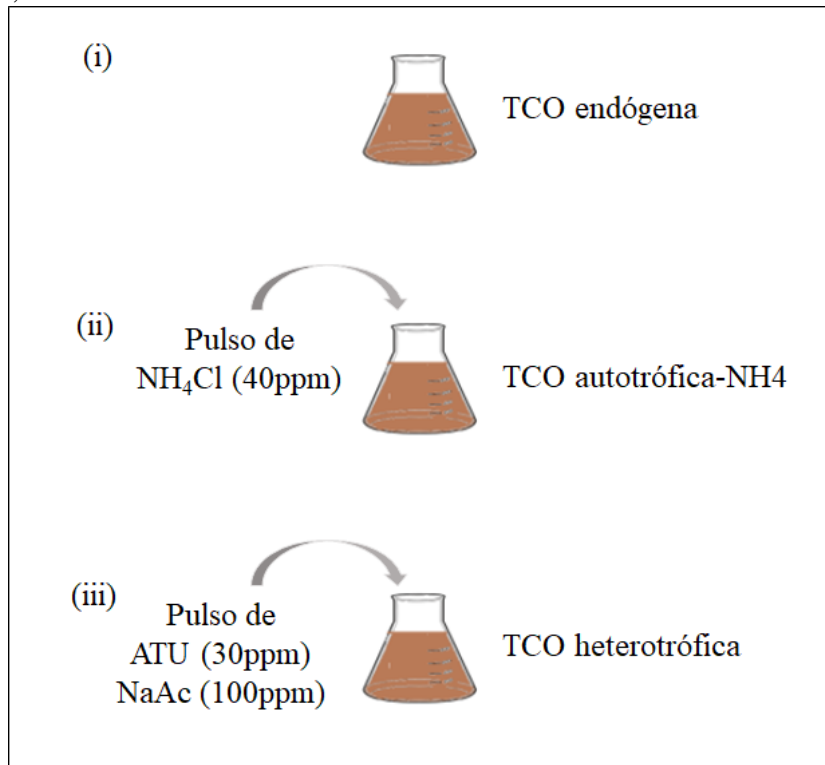 (i)
TCO endógena
(ii)
Pulso de
NH₄Cl (40ppm)
TCO autotrófica-NH4
(iii)
Pulso de
ATU (30ppm)
NaAc (100ppm)
TCO heterotrófica